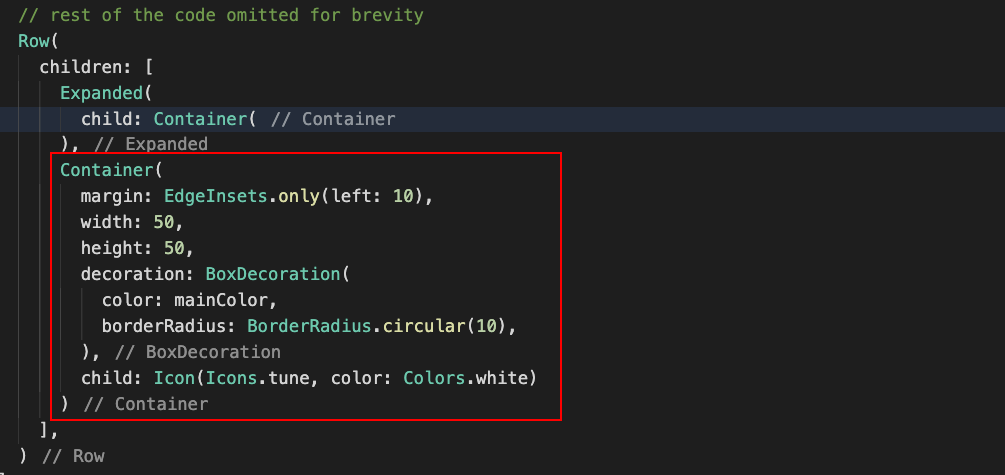 // rest of the code omitted for brevity
Row(
  children: [
    Expanded(
      child: Container( // Container
    ), // Expanded
    Container(
      margin: EdgeInsets.only(left: 10),
      width: 50,
      height: 50,
      decoration: BoxDecoration(
        color: mainColor,
        borderRadius: BorderRadius.circular(10),
      ), // BoxDecoration
      child: Icon(Icons.tune, color: Colors.white)
    ) // Container
  ],
) // Row